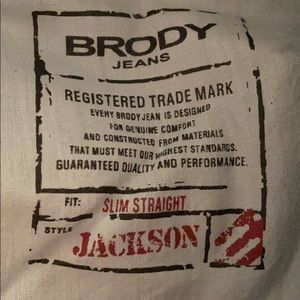 BRODY
JEANS
REGISTERED TRADE MARK
EVERY BRODY JEAN IS DESIGNED
FOR GENUINE COMFORT
AND CONSTRUCTED FROM MATERIALS
THAT MUST MEET OUR HIGHEST STANDARDS.
GUARANTEED QUALITY AND PERFORMANCE.
FIT: SLIM STRAIGHT
STYLE JACKSON